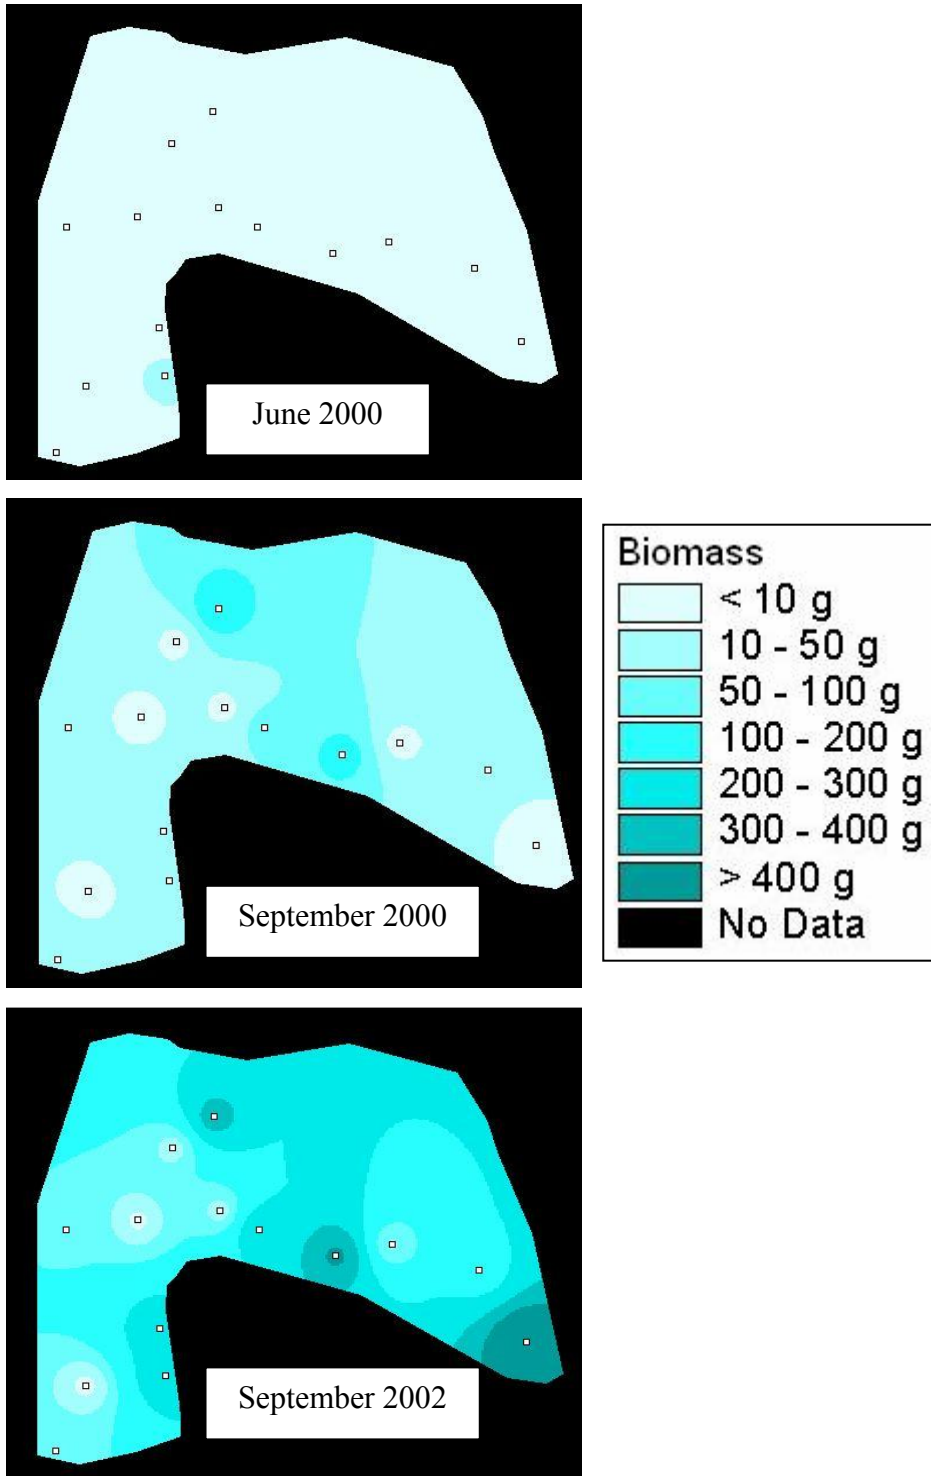 June 2000
Biomass
< 10 g
10 - 50 g
50 - 100 g
100 - 200 g
200 - 300 g
300 - 400 g
> 400 g
No Data
September 2000
September 2002